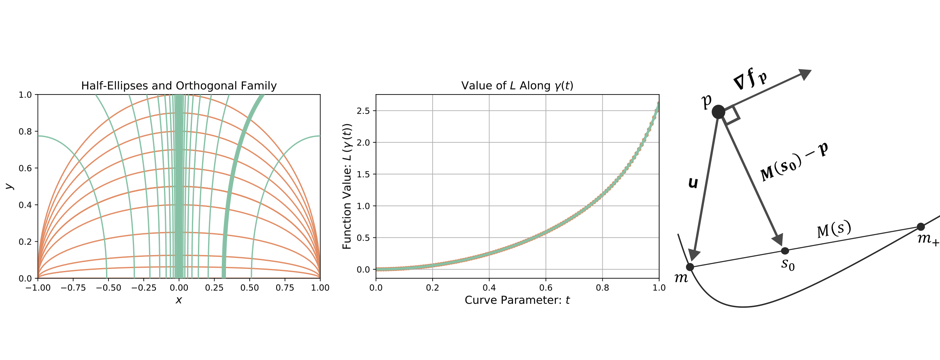 Half-Ellipses and Orthogonal Family
y
1.0
0.8
0.6
0.4
0.2
0.0
−1.00 −0.75 −0.50 −0.25 0.00 0.25 0.50 0.75 1.00
x
Value of L Along γ(t)
Function Value: L(γ(t))
2.5
2.0
1.5
1.0
0.5
0.0
0.0 0.2 0.4 0.6 0.8 1.0
Curve Parameter: t
∇f_p
p
M(s₀) − p
u
M(s)
m₊
s₀
m